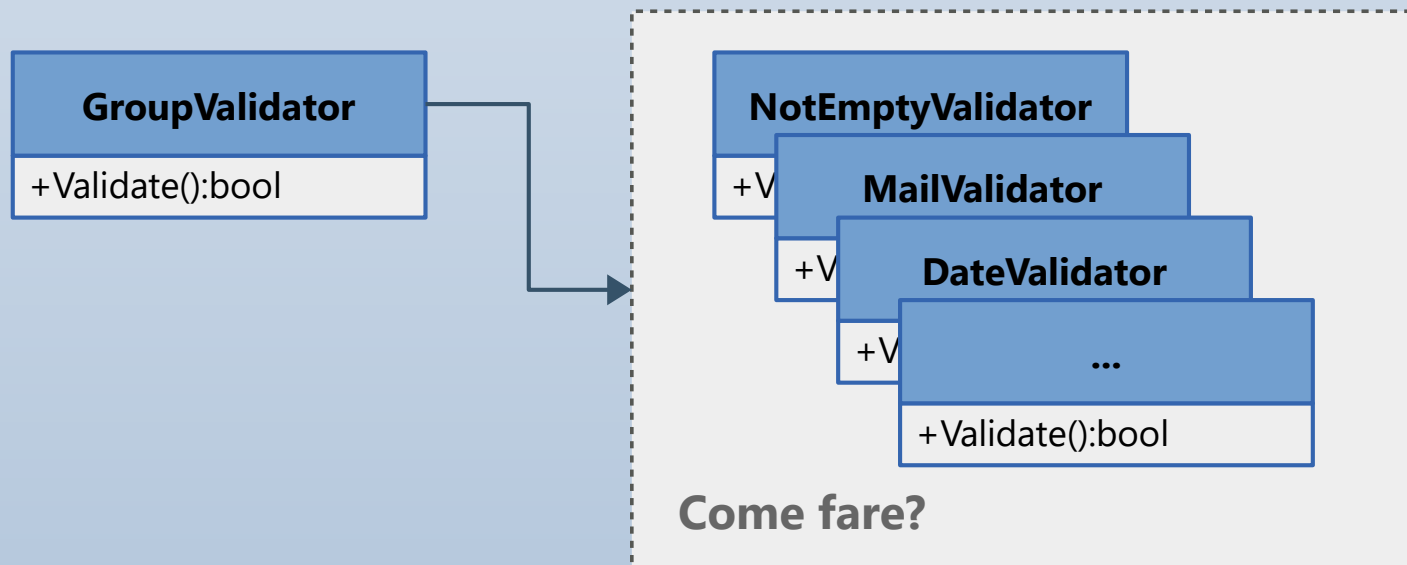 GroupValidator
+Validate():bool
NotEmptyValidator
+V
MailValidator
+V
DateValidator
+V
...
+Validate():bool
Come fare?